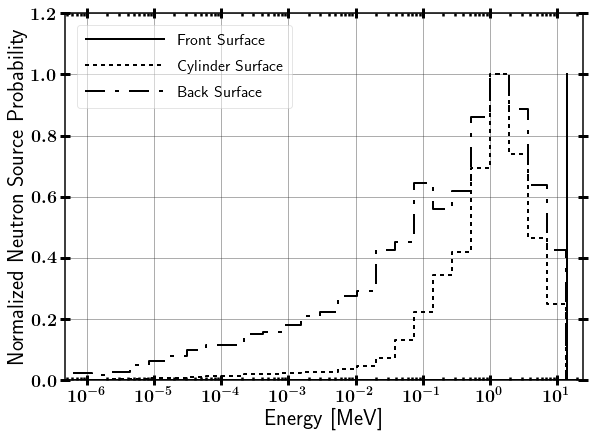 Normalized Neutron Source Probability
1.2
1.0
0.8
0.6
0.4
0.2
0.0
Front Surface
Cylinder Surface
Back Surface
10⁻⁶ 10⁻⁵ 10⁻⁴ 10⁻³ 10⁻² 10⁻¹ 10⁰ 10¹
Energy [MeV]